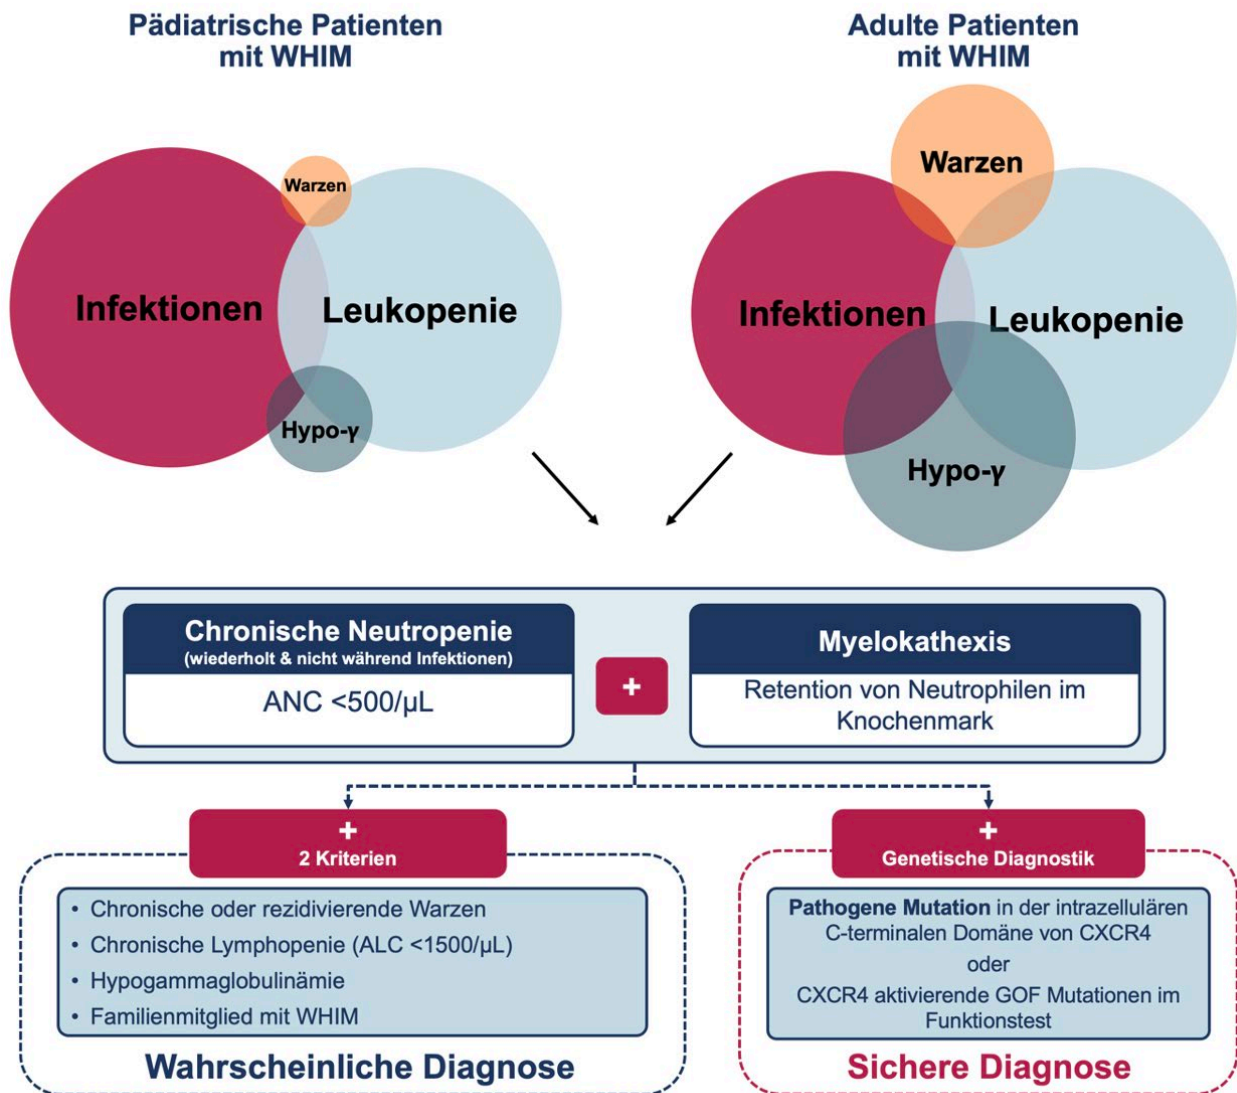 Pädiatrische Patienten
mit WHIM
Warzen
Infektionen
Leukopenie
Hypo-γ
Adulte Patienten
mit WHIM
Warzen
Infektionen
Leukopenie
Hypo-γ
Chronische Neutropenie
(wiederholt & nicht während Infektionen)
ANC <500/µL
+
Myelokathexis
Retention von Neutrophilen im
Knochenmark
+
2 Kriterien
• Chronische oder rezidivierende Warzen
• Chronische Lymphopenie (ALC <1500/µL)
• Hypogammaglobulinämie
• Familienmitglied mit WHIM
Wahrscheinliche Diagnose
+
Genetische Diagnostik
Pathogene Mutation in der intrazellulären
C-terminalen Domäne von CXCR4
oder
CXCR4 aktivierende GOF Mutationen im
Funktionstest
Sichere Diagnose